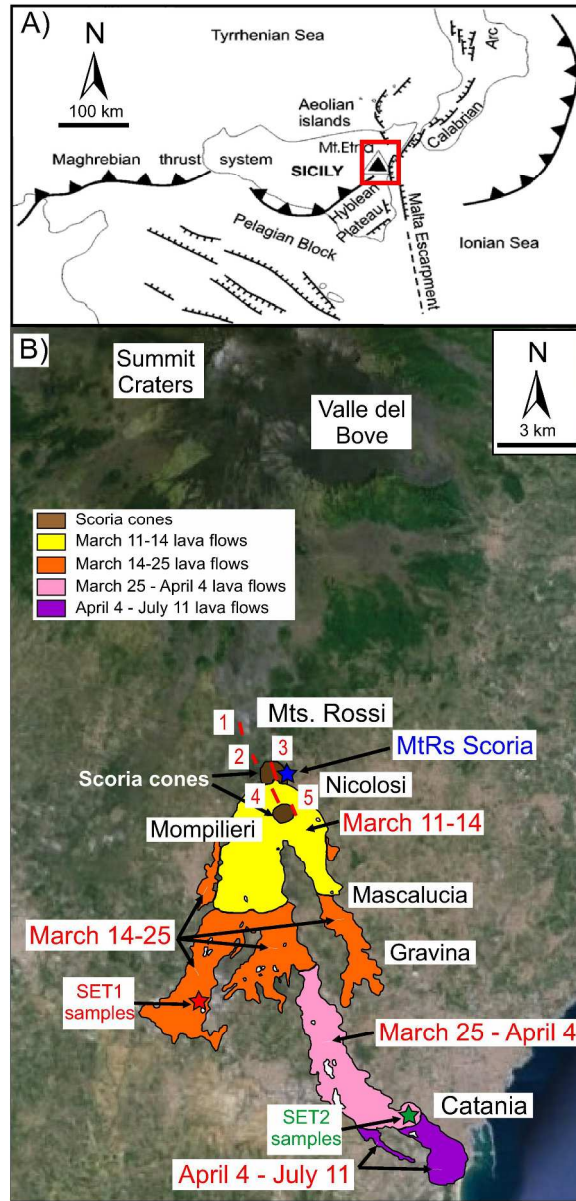 A)
Tyrrhenian Sea
N
100 km
Aeolian
islands
Arc
Calabrian
Mt.Etna
Maghrebian thrust system
SICILY
Hyblean
Plateau
Malta Escarpment
Pelagian Block
Ionian Sea
B)
Summit
Craters
N
3 km
Valle del
Bove
Scoria cones
March 11-14 lava flows
March 14-25 lava flows
March 25 - April 4 lava flows
April 4 - July 11 lava flows
1
Mts. Rossi
2
3
MtRs Scoria
Scoria cones
Nicolosi
4
5
Mompilieri
March 11-14
Mascalucia
March 14-25
Gravina
SET1
samples
March 25 - April 4
SET2
samples
Catania
April 4 - July 11